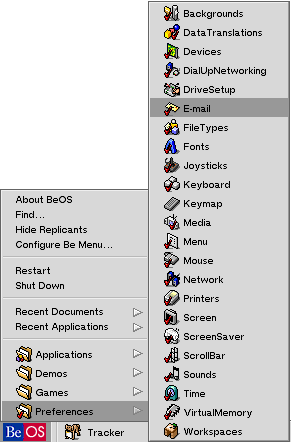 Backgrounds
DataTranslations
Devices
DialUpNetworking
DriveSetup
E-mail
FileTypes
Fonts
Joysticks
Keyboard
Keymap
Media
Menu
Mouse
Network
Printers
Screen
ScreenSaver
ScrollBar
Sounds
Time
VirtualMemory
Workspaces
About BeOS
Find...
Hide Replicants
Configure Be Menu...
Restart
Shut Down
Recent Documents
Recent Applications
Applications
Demos
Games
Preferences
BeOS
Tracker